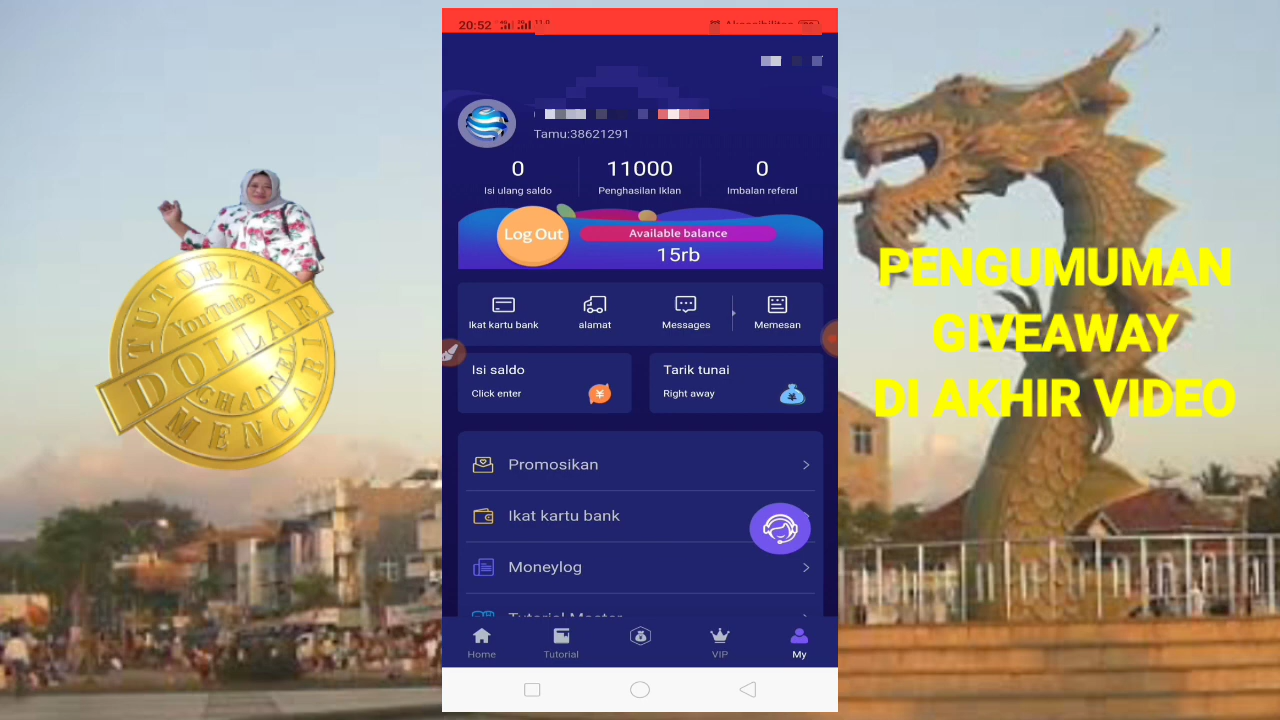 20:52
Tamu:38621291
0
11000
0
Isi ulang saldo
Penghasilan Iklan
Imbalan referal
Log Out
Available balance
15rb
Ikat kartu bank
alamat
Messages
Memesan
Isi saldo
Click enter
Tarik tunai
Right away
Promosikan
Ikat kartu bank
Moneylog
Tutorial Master
Home
Tutorial
VIP
My
TUTORIAL
YouTube
DOLLAR
CHANNEL
MENCARI
PENGUMUMAN
GIVEAWAY
DI AKHIR VIDEO